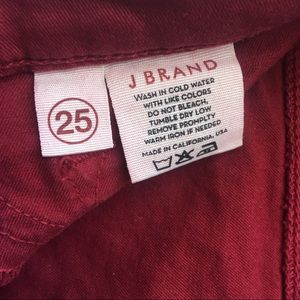 25
J BRAND
WASH IN COLD WATER
WITH LIKE COLORS
DO NOT BLEACH,
TUMBLE DRY LOW
REMOVE PROMPLTY
WARM IRON IF NEEDED
MADE IN CALIFORNIA, USA